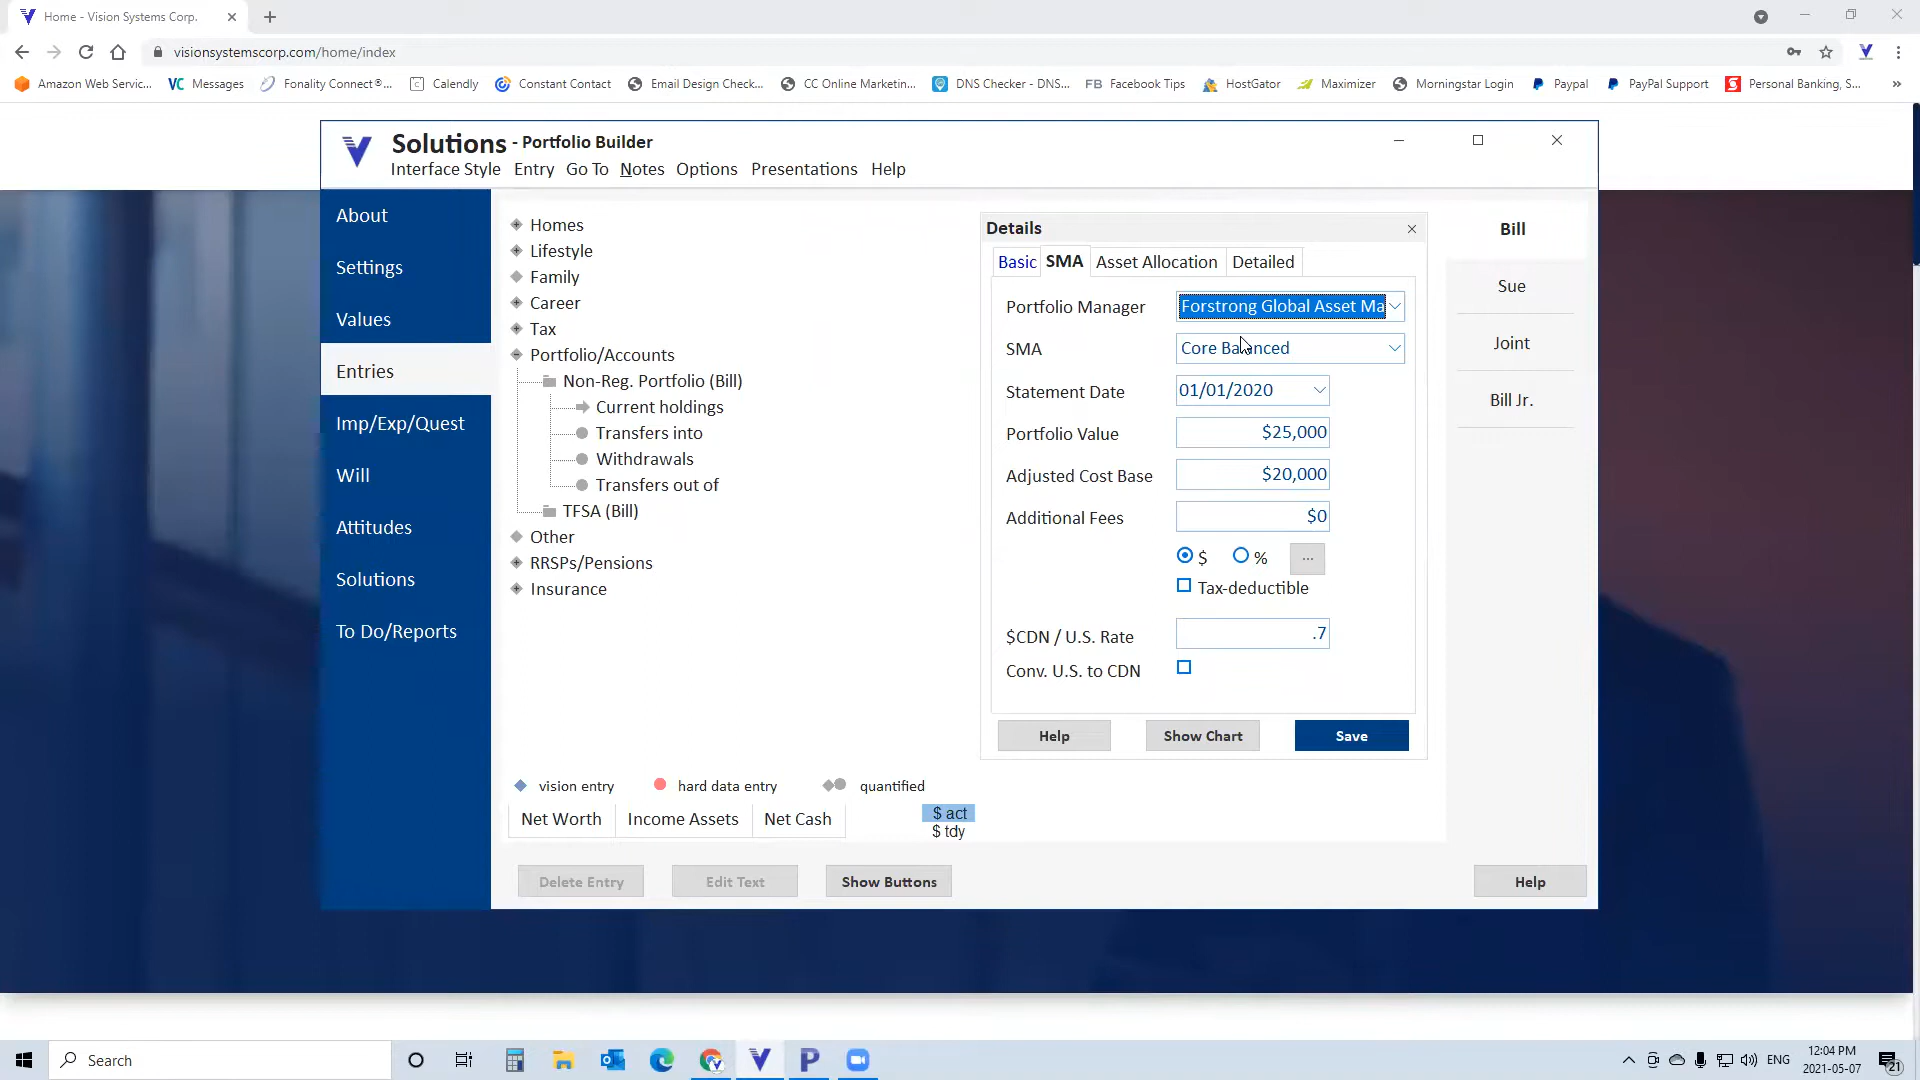 Home - Vision Systems Corp.
visionsystemscorp.com/home/index
Amazon Web Servic...
VC Messages
Fonality Connect®...
Calendly
Constant Contact
Email Design Check...
CC Online Marketin...
DNS Checker - DNS...
FB Facebook Tips
HostGator
Maximizer
Morningstar Login
Paypal
PayPal Support
Personal Banking, S...
Solutions - Portfolio Builder
Interface Style Entry Go To Notes Options Presentations Help
About
Settings
Values
Entries
Imp/Exp/Quest
Will
Attitudes
Solutions
To Do/Reports
Homes
Lifestyle
Family
Career
Tax
Portfolio/Accounts
Non-Reg. Portfolio (Bill)
Current holdings
Transfers into
Withdrawals
Transfers out of
TFSA (Bill)
Other
RRSPs/Pensions
Insurance
Details
Basic SMA Asset Allocation Detailed
Portfolio Manager Forstrong Global Asset Ma
SMA Core Balanced
Statement Date 01/01/2020
Portfolio Value $25,000
Adjusted Cost Base $20,000
Additional Fees $0
$ % ...
Tax-deductible
$CDN / U.S. Rate .7
Conv. U.S. to CDN
Help Show Chart Save
Bill
Sue
Joint
Bill Jr.
vision entry hard data entry quantified
Net Worth Income Assets Net Cash
$ act
$ tdy
Delete Entry Edit Text Show Buttons Help
Search
ENG
12:04 PM
2021-05-07
21